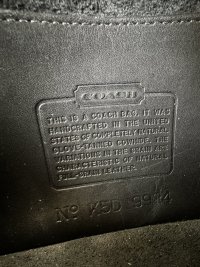 COACH
THIS IS A COACH BAG. IT WAS
HANDCRAFTED IN THE UNITED
STATES OF COMPLETELY NATURAL
GLOVE-TANNED COWHIDE. THE
VARIATIONS IN THE GRAIN ARE
CHARACTERISTIC OF NATURAL
FULL-GRAIN LEATHER.
No